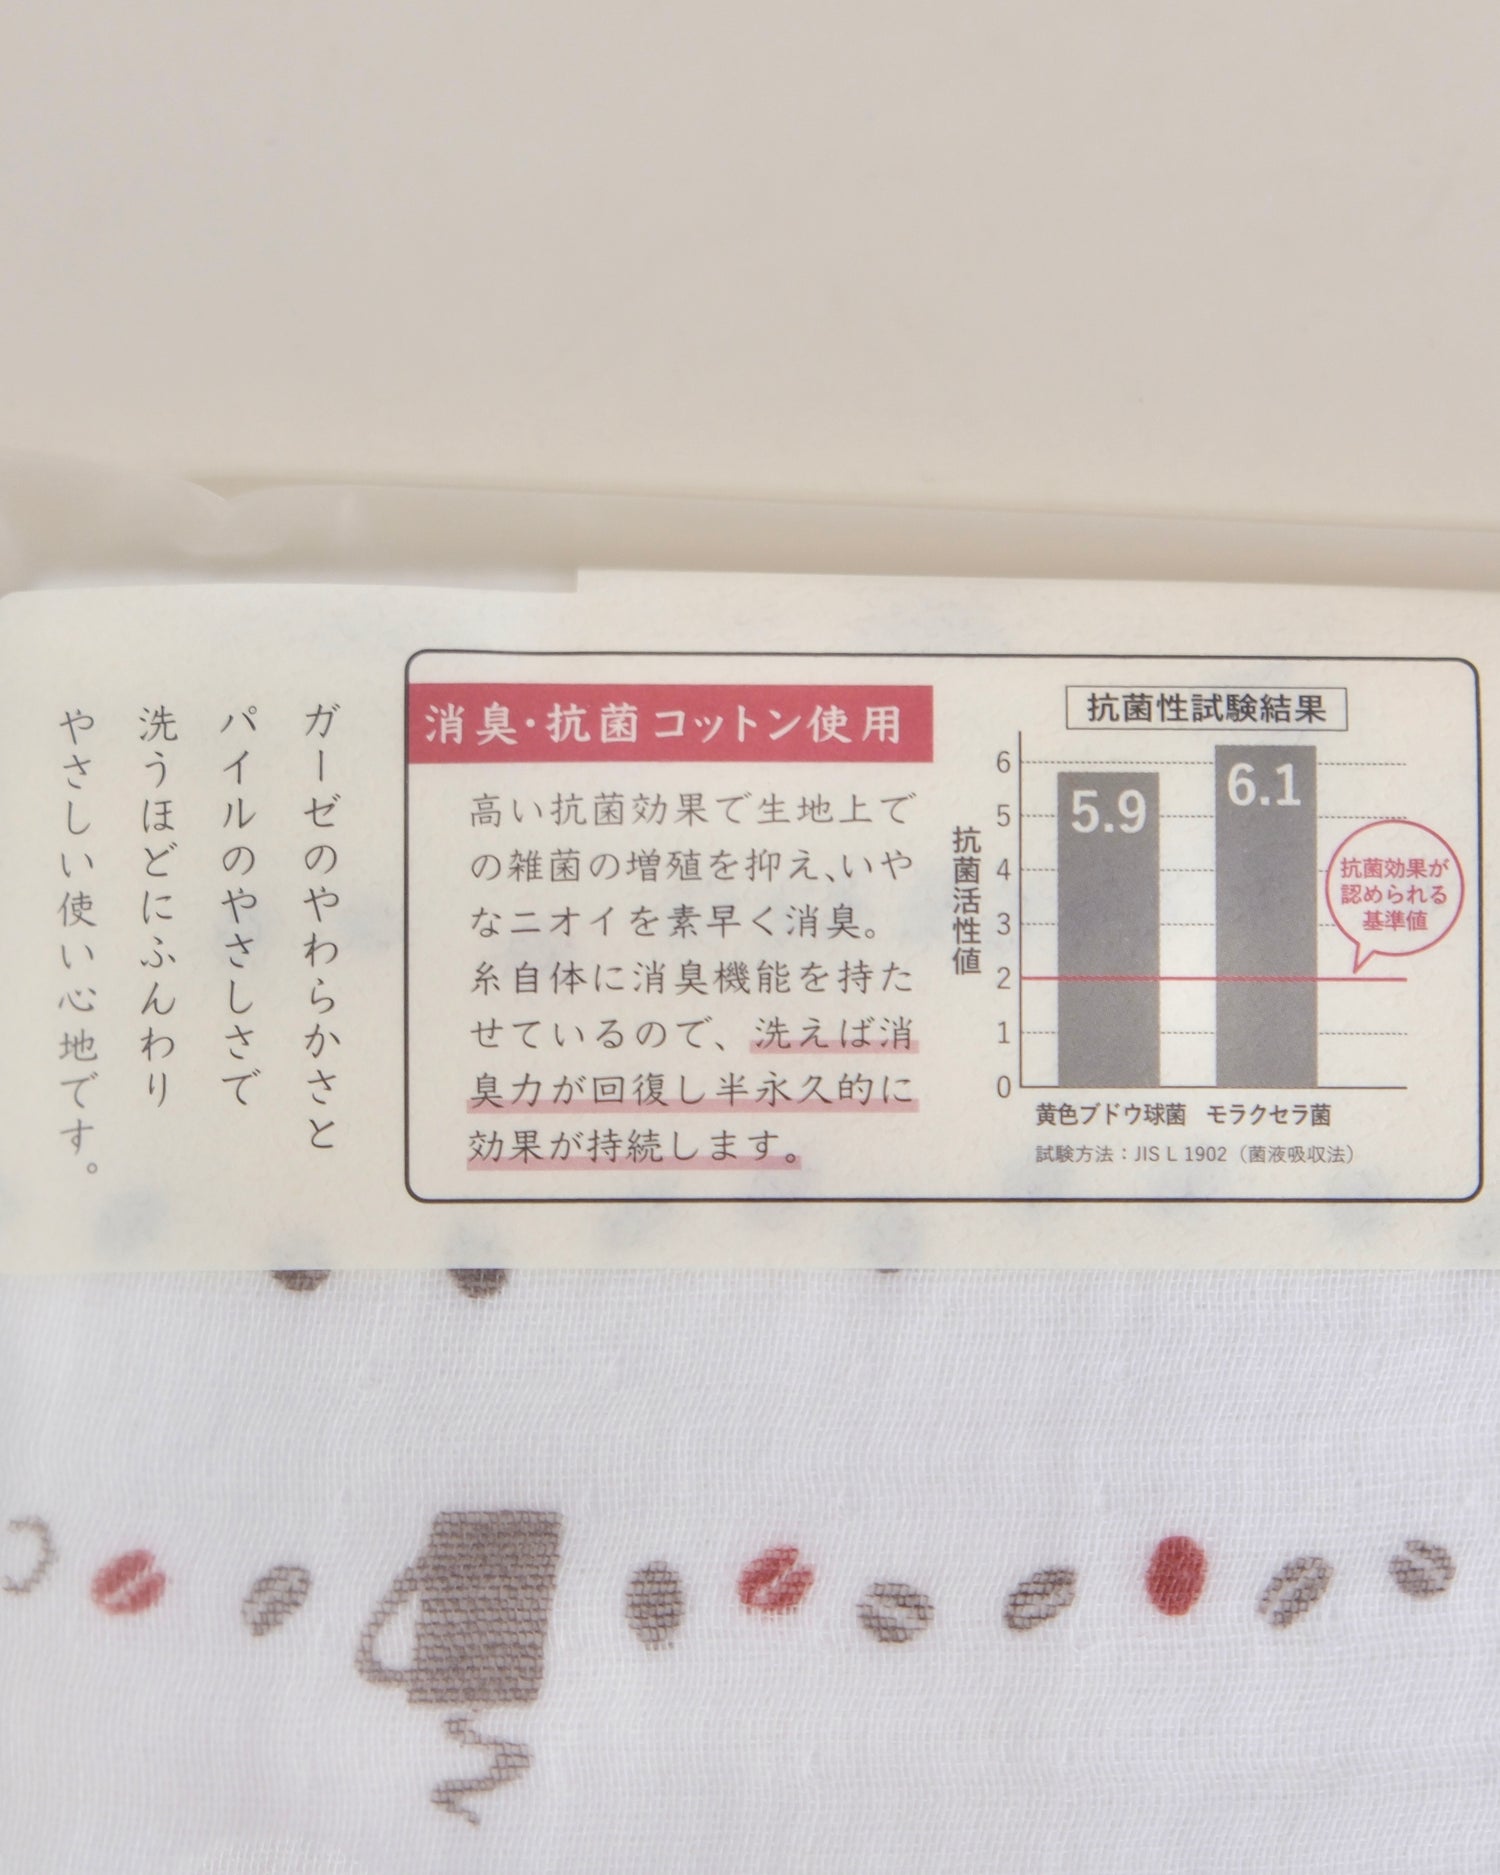 ガーゼのやわらかさと
パイルのやさしさで
洗うほどにふんわり
やさしい使い心地です。
消臭・抗菌コットン使用
高い抗菌効果で生地上で
の雑菌の増殖を抑え、いや
なニオイを素早く消臭。
糸自体に消臭機能を持た
せているので、洗えば消
臭力が回復し半永久的に
効果が持続します。
抗菌性試験結果
抗菌活性値
6
5
4
3
2
1
0
5.9
6.1
抗菌効果が
認められる
基準値
黄色ブドウ球菌 モラクセラ菌
試験方法：JIS L 1902（菌液吸収法）